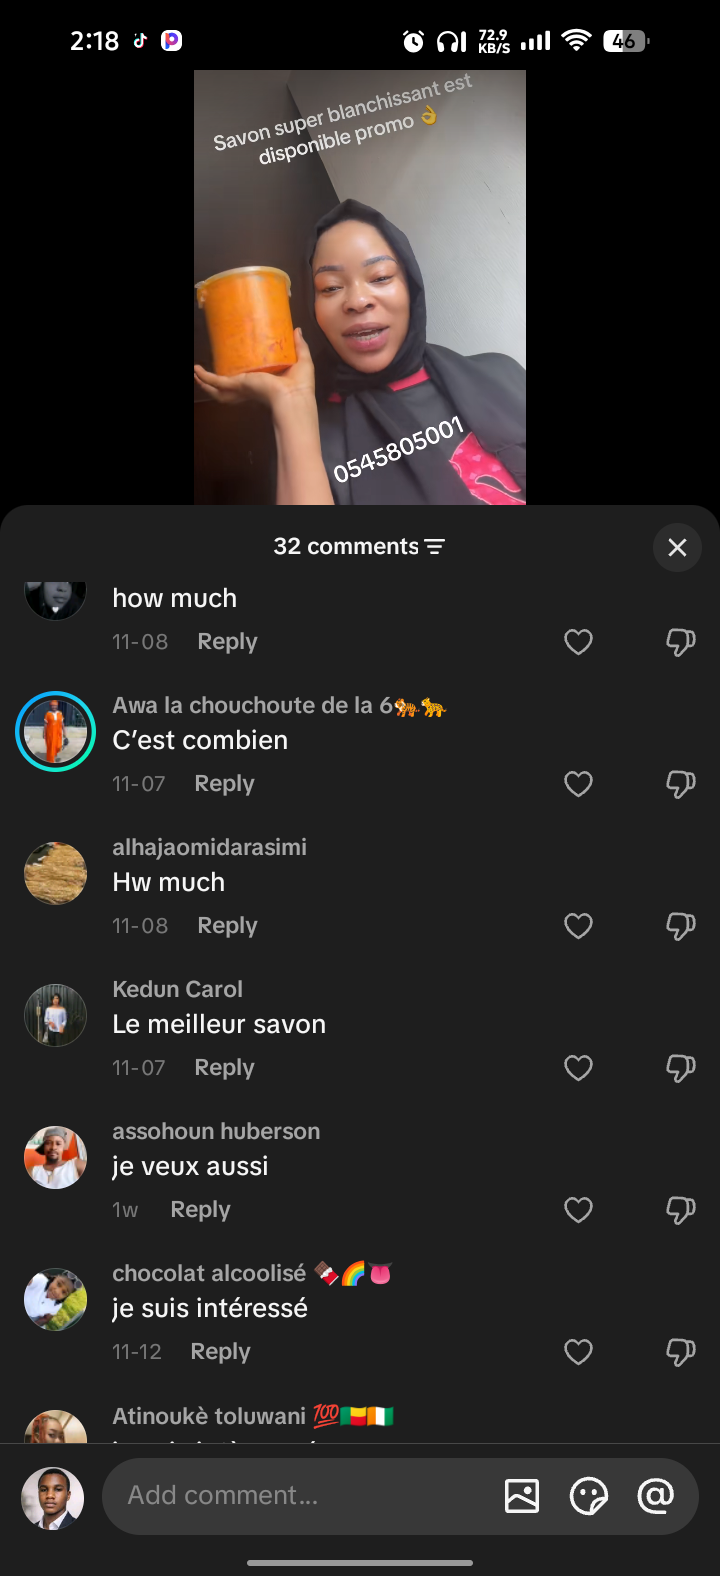 2:18
72.9
KB/S
46
Savon super blanchissant est
disponible promo 👌
0545805001
32 comments
how much
11-08 Reply
Awa la chouchoute de la 6🐅🐆
C'est combien
11-07 Reply
alhajaomidarasimi
Hw much
11-08 Reply
Kedun Carol
Le meilleur savon
11-07 Reply
assohoun huberson
je veux aussi
1w Reply
chocolat alcoolisé 🍫🌈👅
je suis intéressé
11-12 Reply
Atinoukè toluwani 💯🇧🇯🇨🇮
Add comment...